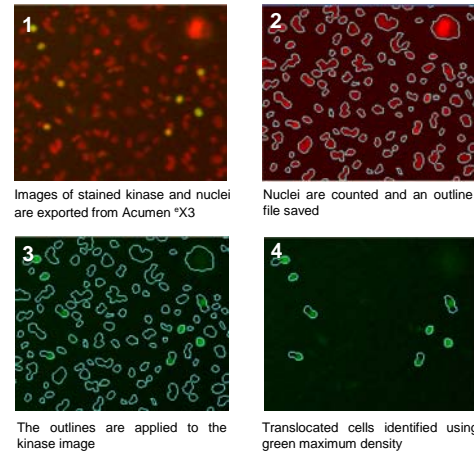 1
2
Images of stained kinase and nuclei
are exported from Acumen ᵉX3
Nuclei are counted and an outline
file saved
3
4
The outlines are applied to the
kinase image
Translocated cells identified using
green maximum density